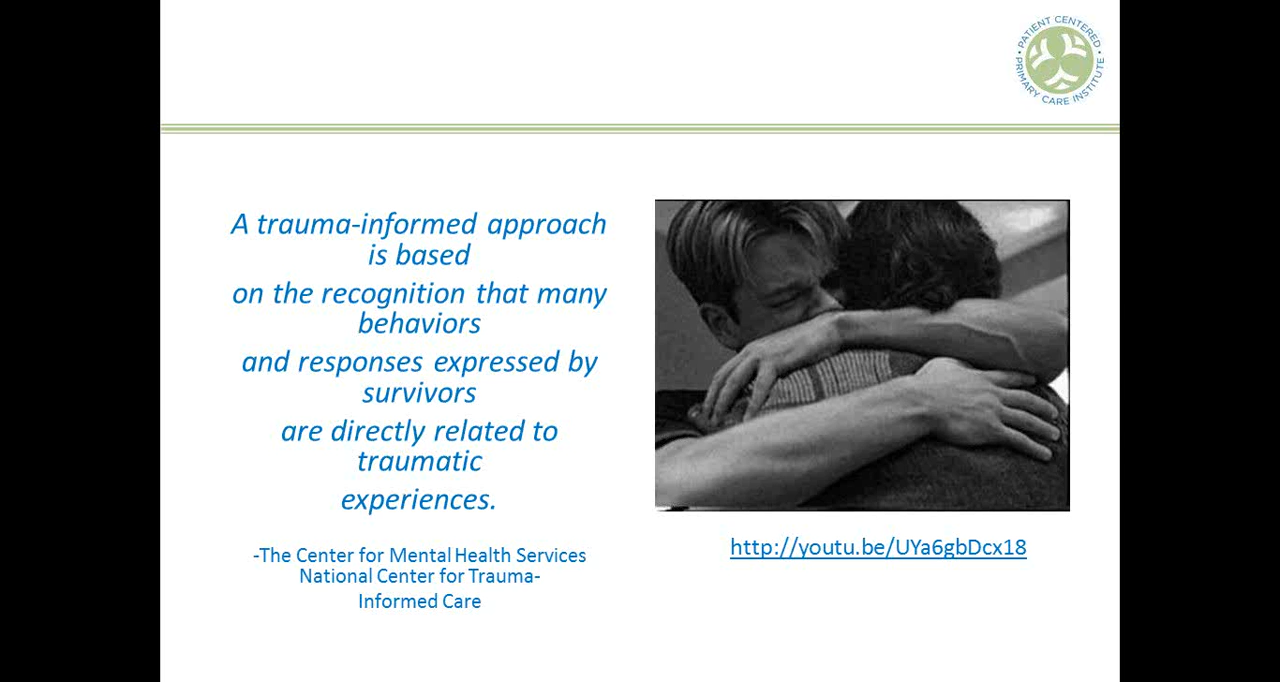 PATIENT CENTERED
PRIMARY CARE INSTITUTE
A trauma-informed approach
is based
on the recognition that many
behaviors
and responses expressed by
survivors
are directly related to
traumatic
experiences.
-The Center for Mental Health Services
National Center for Trauma-
Informed Care
http://youtu.be/UYa6gbDcx18